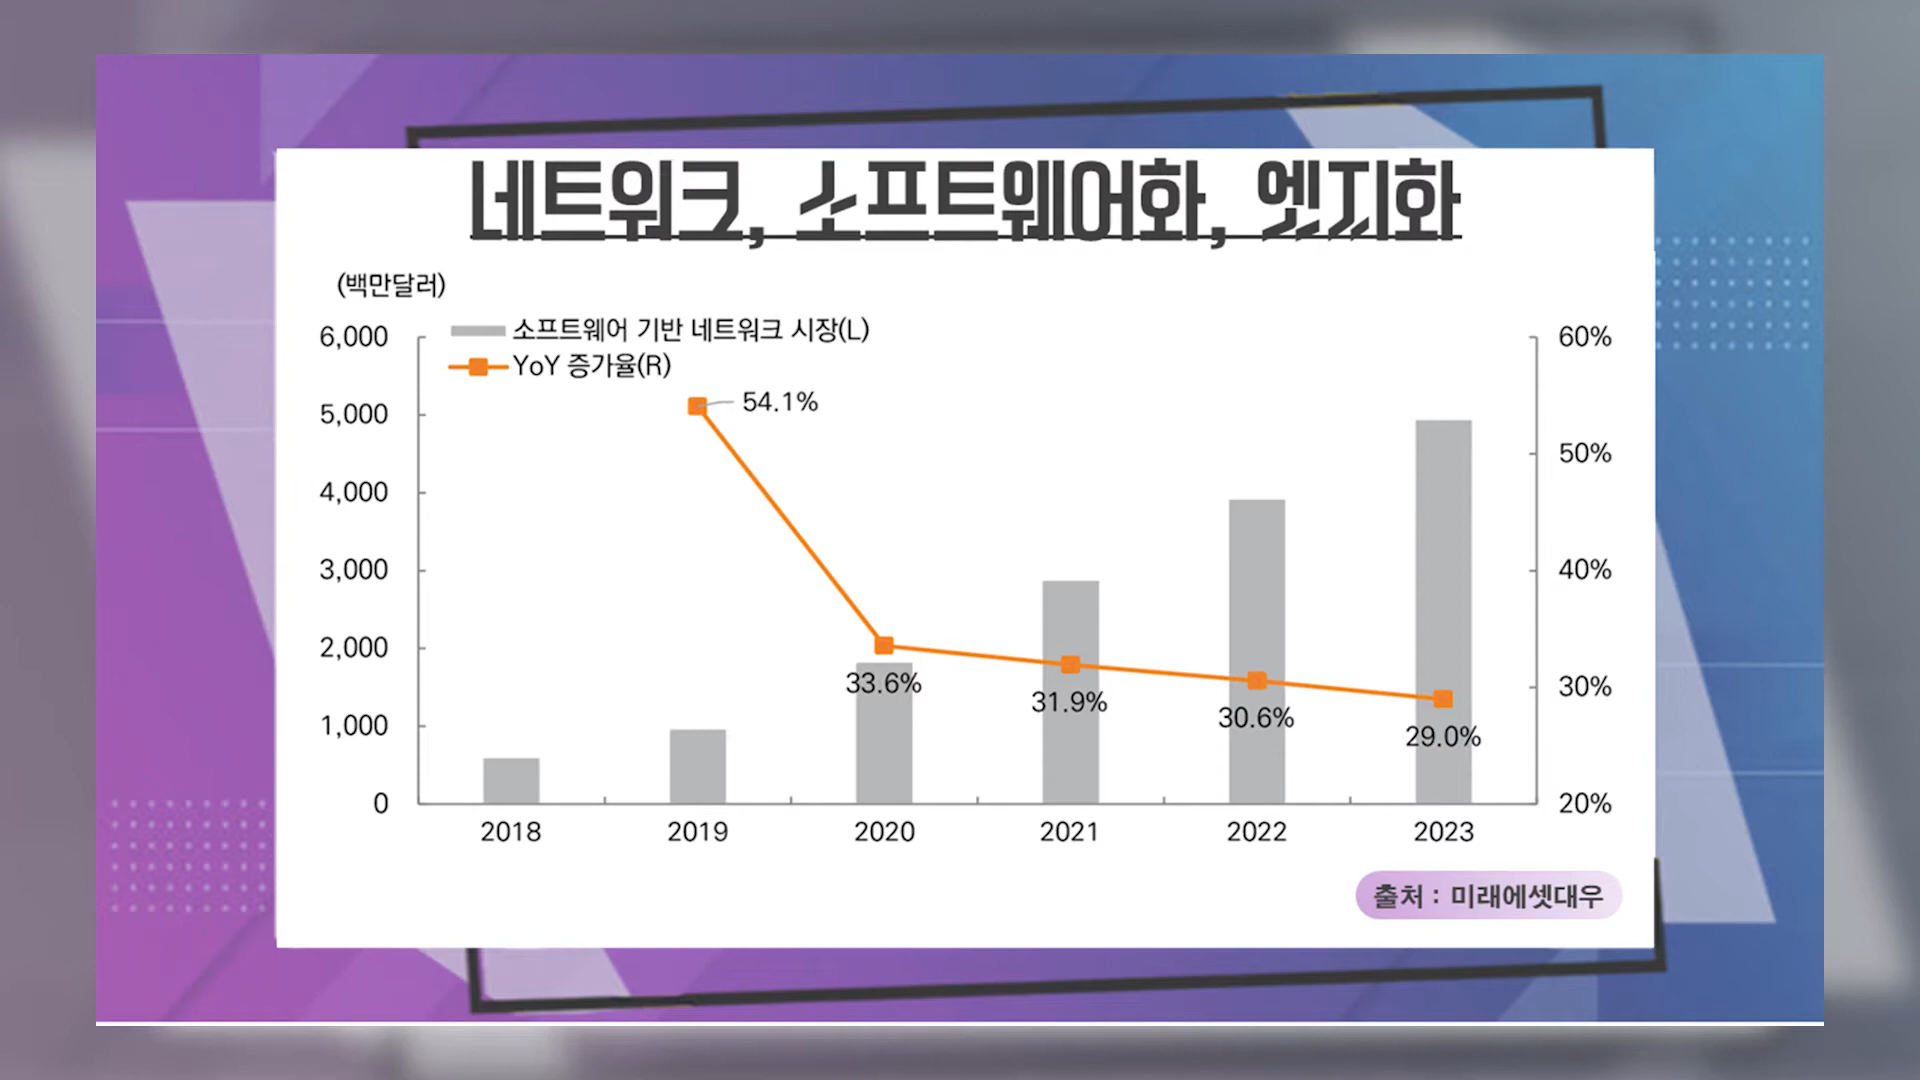 네트워크, 소프트웨어화, 엣지화
(백만달러)
소프트웨어 기반 네트워크 시장(L)
YoY 증가율(R)
6,000
5,000
4,000
3,000
2,000
1,000
0
60%
50%
40%
30%
20%
54.1%
33.6%
31.9%
30.6%
29.0%
2018 2019 2020 2021 2022 2023
출처 : 미래에셋대우